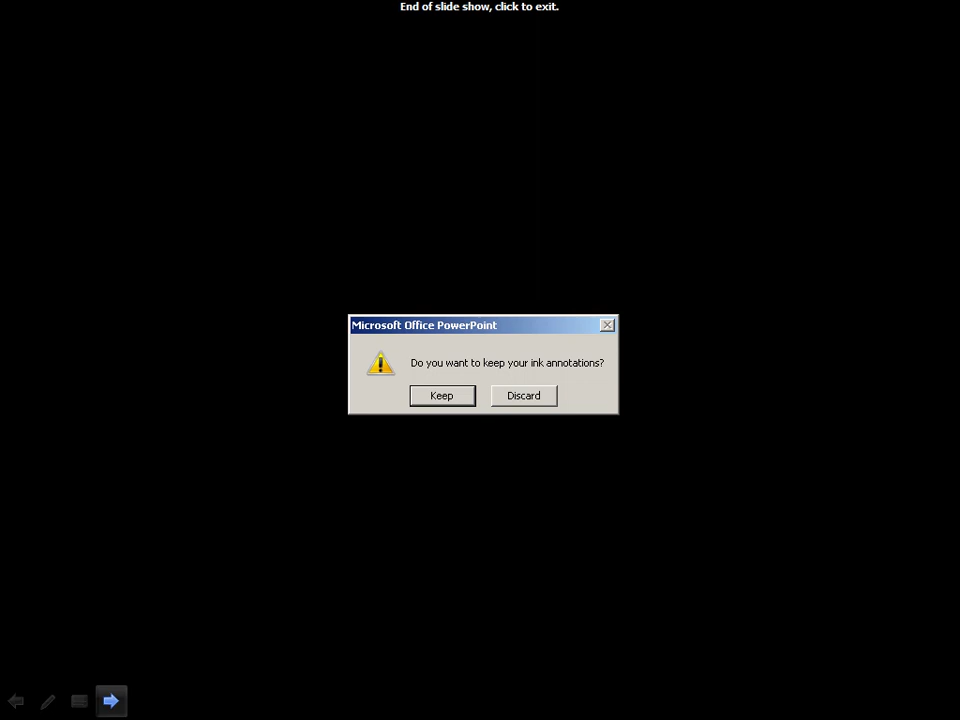 End of slide show, click to exit.
Microsoft Office PowerPoint
Do you want to keep your ink annotations?
Keep
Discard